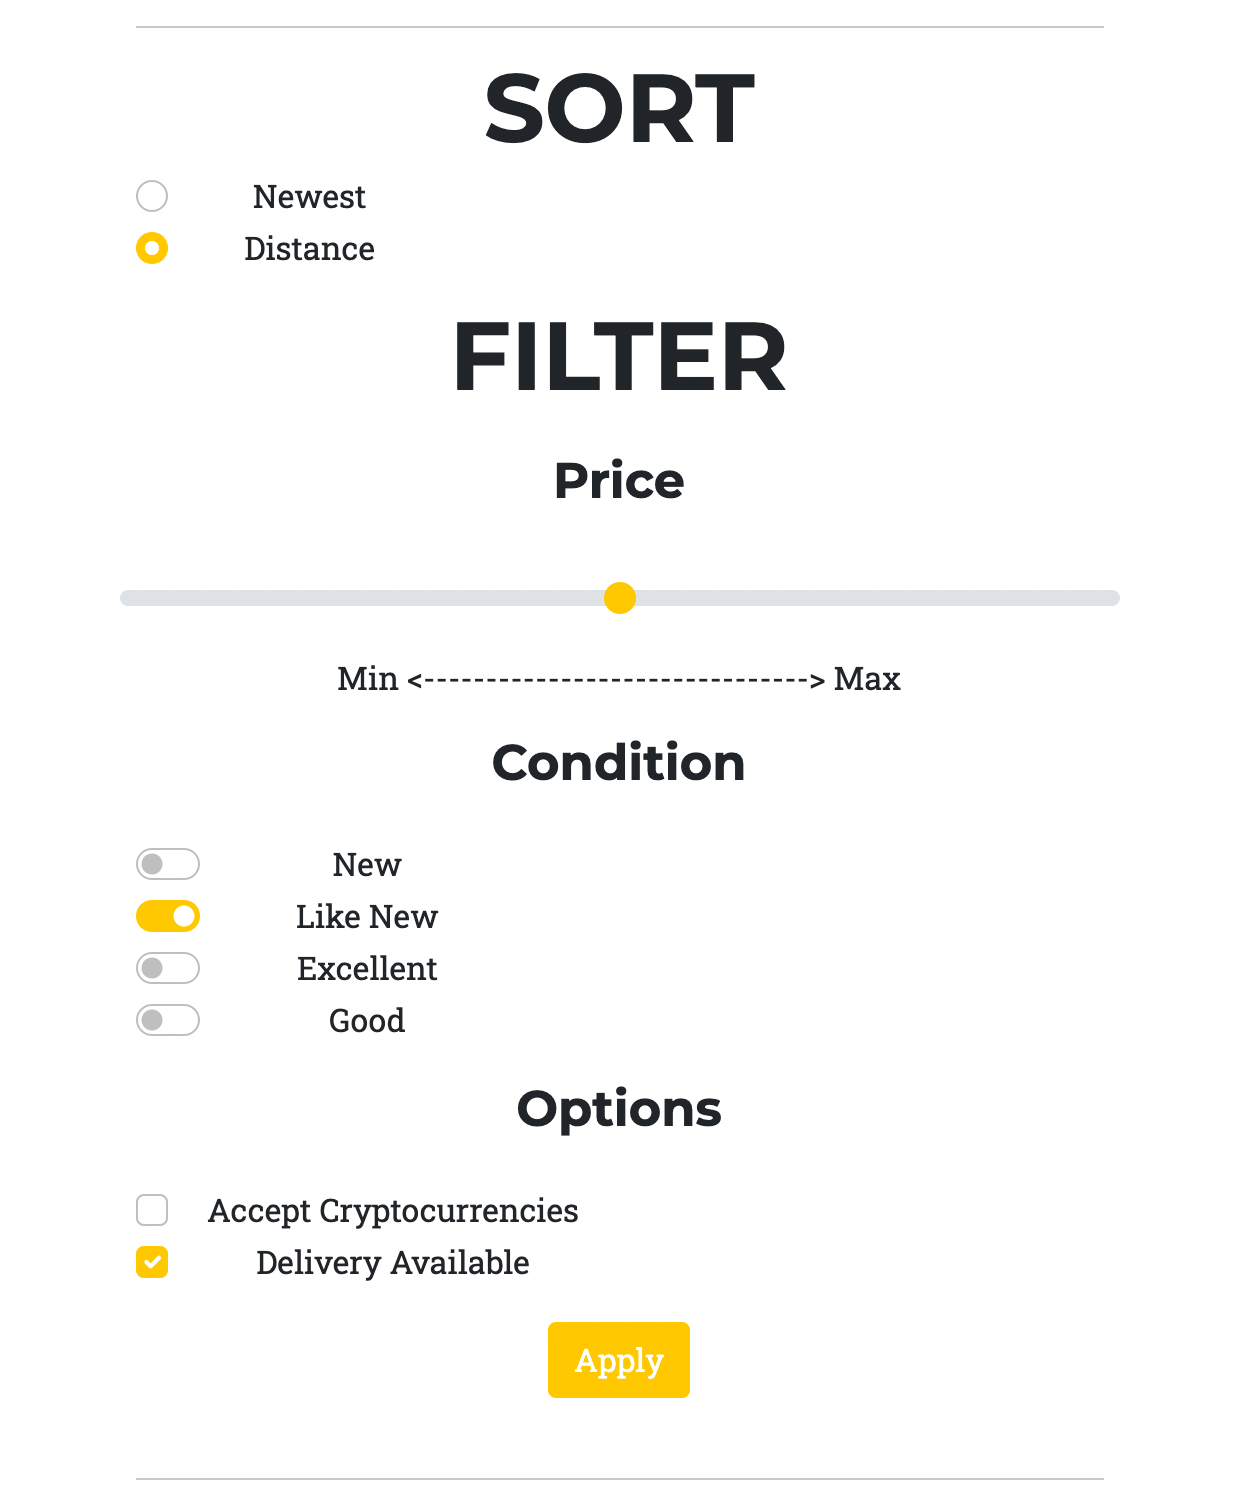 SORT
Newest
Distance
FILTER
Price
Min <-------------------------------> Max
Condition
New
Like New
Excellent
Good
Options
Accept Cryptocurrencies
Delivery Available
Apply